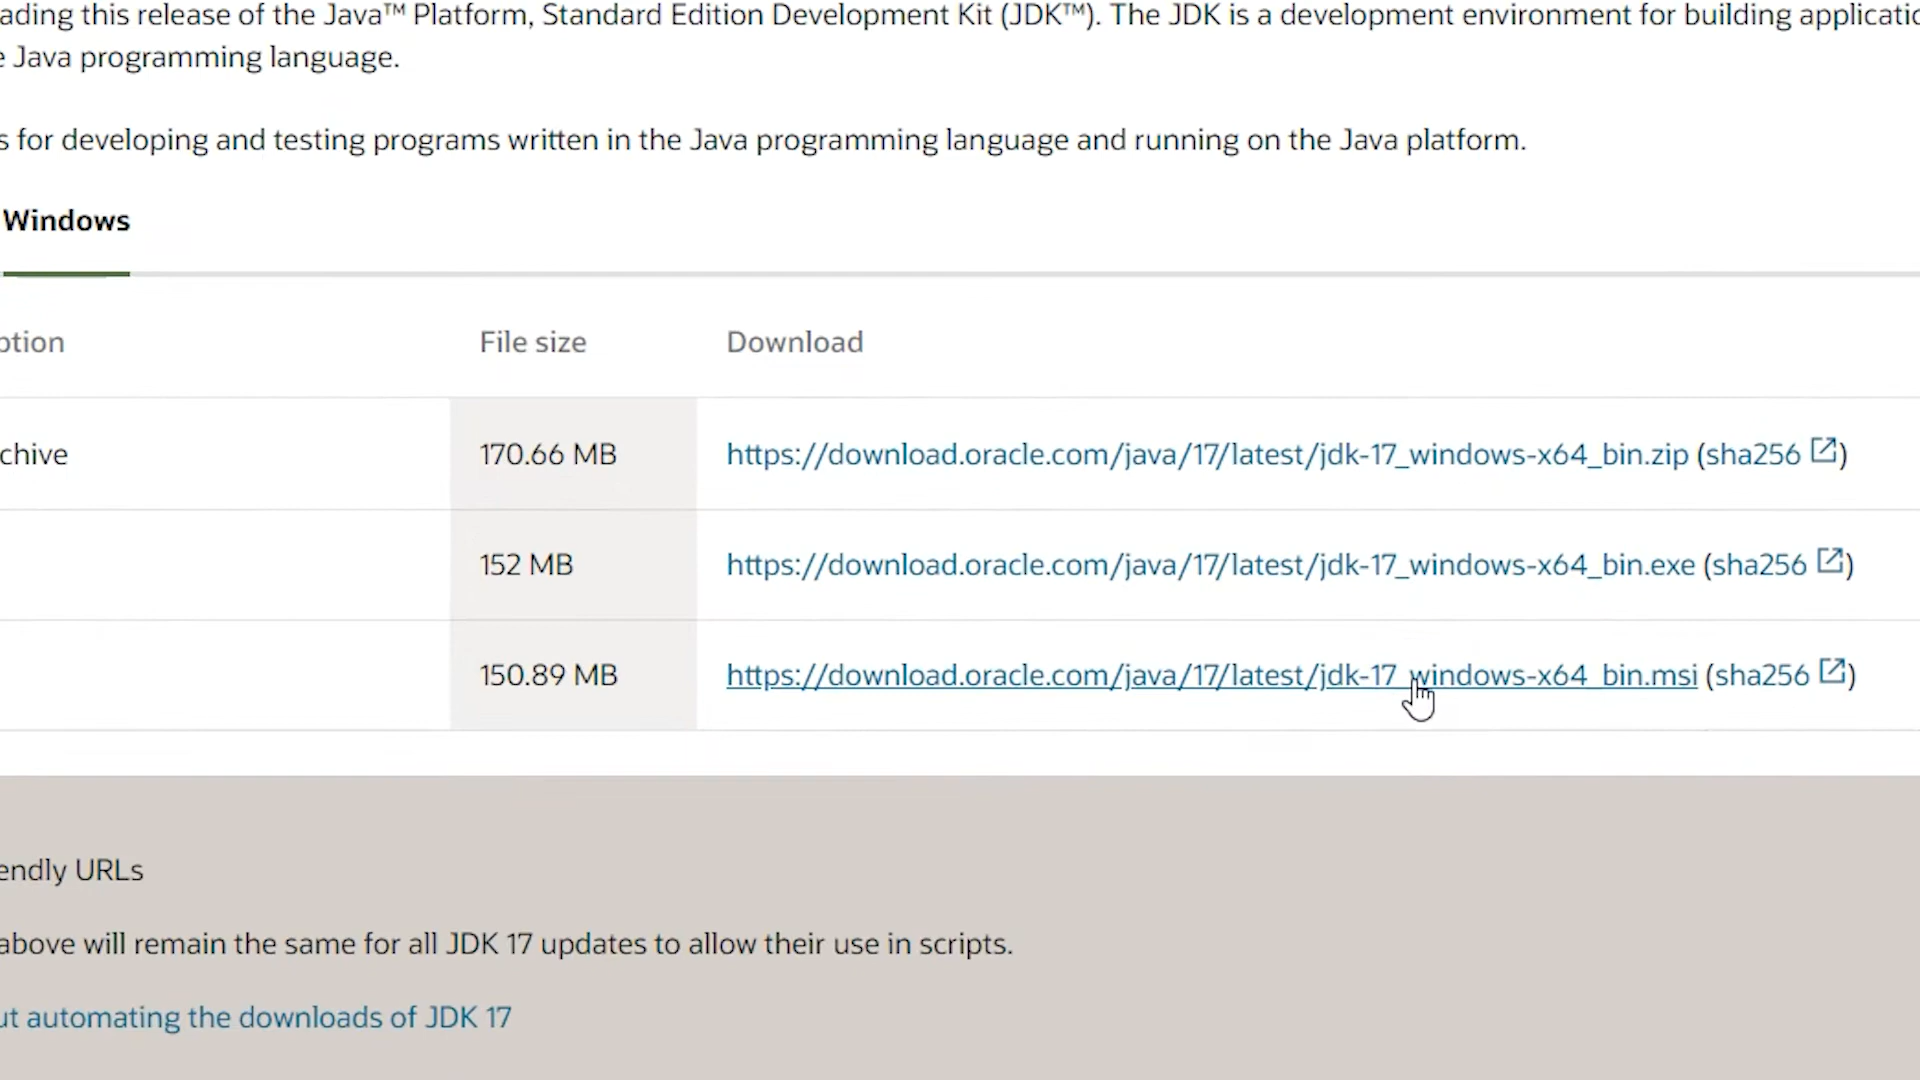 ading this release of the Java™ Platform, Standard Edition Development Kit (JDK™). The JDK is a development environment for building applicatio
e Java programming language.
s for developing and testing programs written in the Java programming language and running on the Java platform.
Windows
ption File size Download
chive 170.66 MB https://download.oracle.com/java/17/latest/jdk-17_windows-x64_bin.zip (sha256)
152 MB https://download.oracle.com/java/17/latest/jdk-17_windows-x64_bin.exe (sha256)
150.89 MB https://download.oracle.com/java/17/latest/jdk-17_windows-x64_bin.msi (sha256)
endly URLs
above will remain the same for all JDK 17 updates to allow their use in scripts.
ut automating the downloads of JDK 17